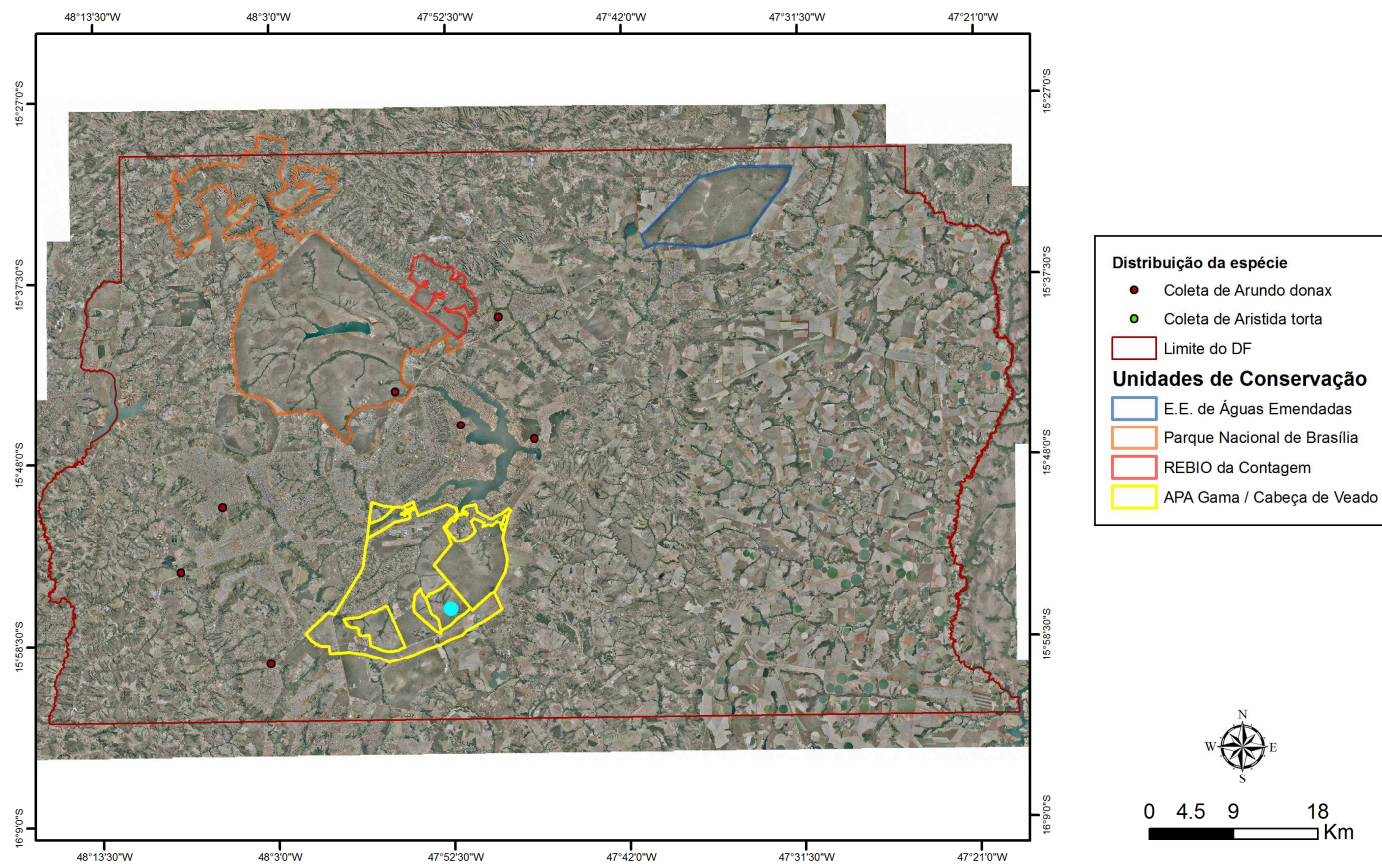 48°13'30"W 48°3'0"W 47°52'30"W 47°42'0"W 47°31'30"W 47°21'0"W
15°27'0"S 15°27'0"S
15°37'30"S 15°37'30"S
15°48'0"S 15°48'0"S
15°58'30"S 15°58'30"S
16°9'0"S 16°9'0"S
48°13'30"W 48°3'0"W 47°52'30"W 47°42'0"W 47°31'30"W 47°21'0"W
Distribuição da espécie
Coleta de Arundo donax
Coleta de Aristida torta
Limite do DF
Unidades de Conservação
E.E. de Águas Emendadas
Parque Nacional de Brasília
REBIO da Contagem
APA Gama / Cabeça de Veado
N
W E
S
0 4.5 9 18
Km